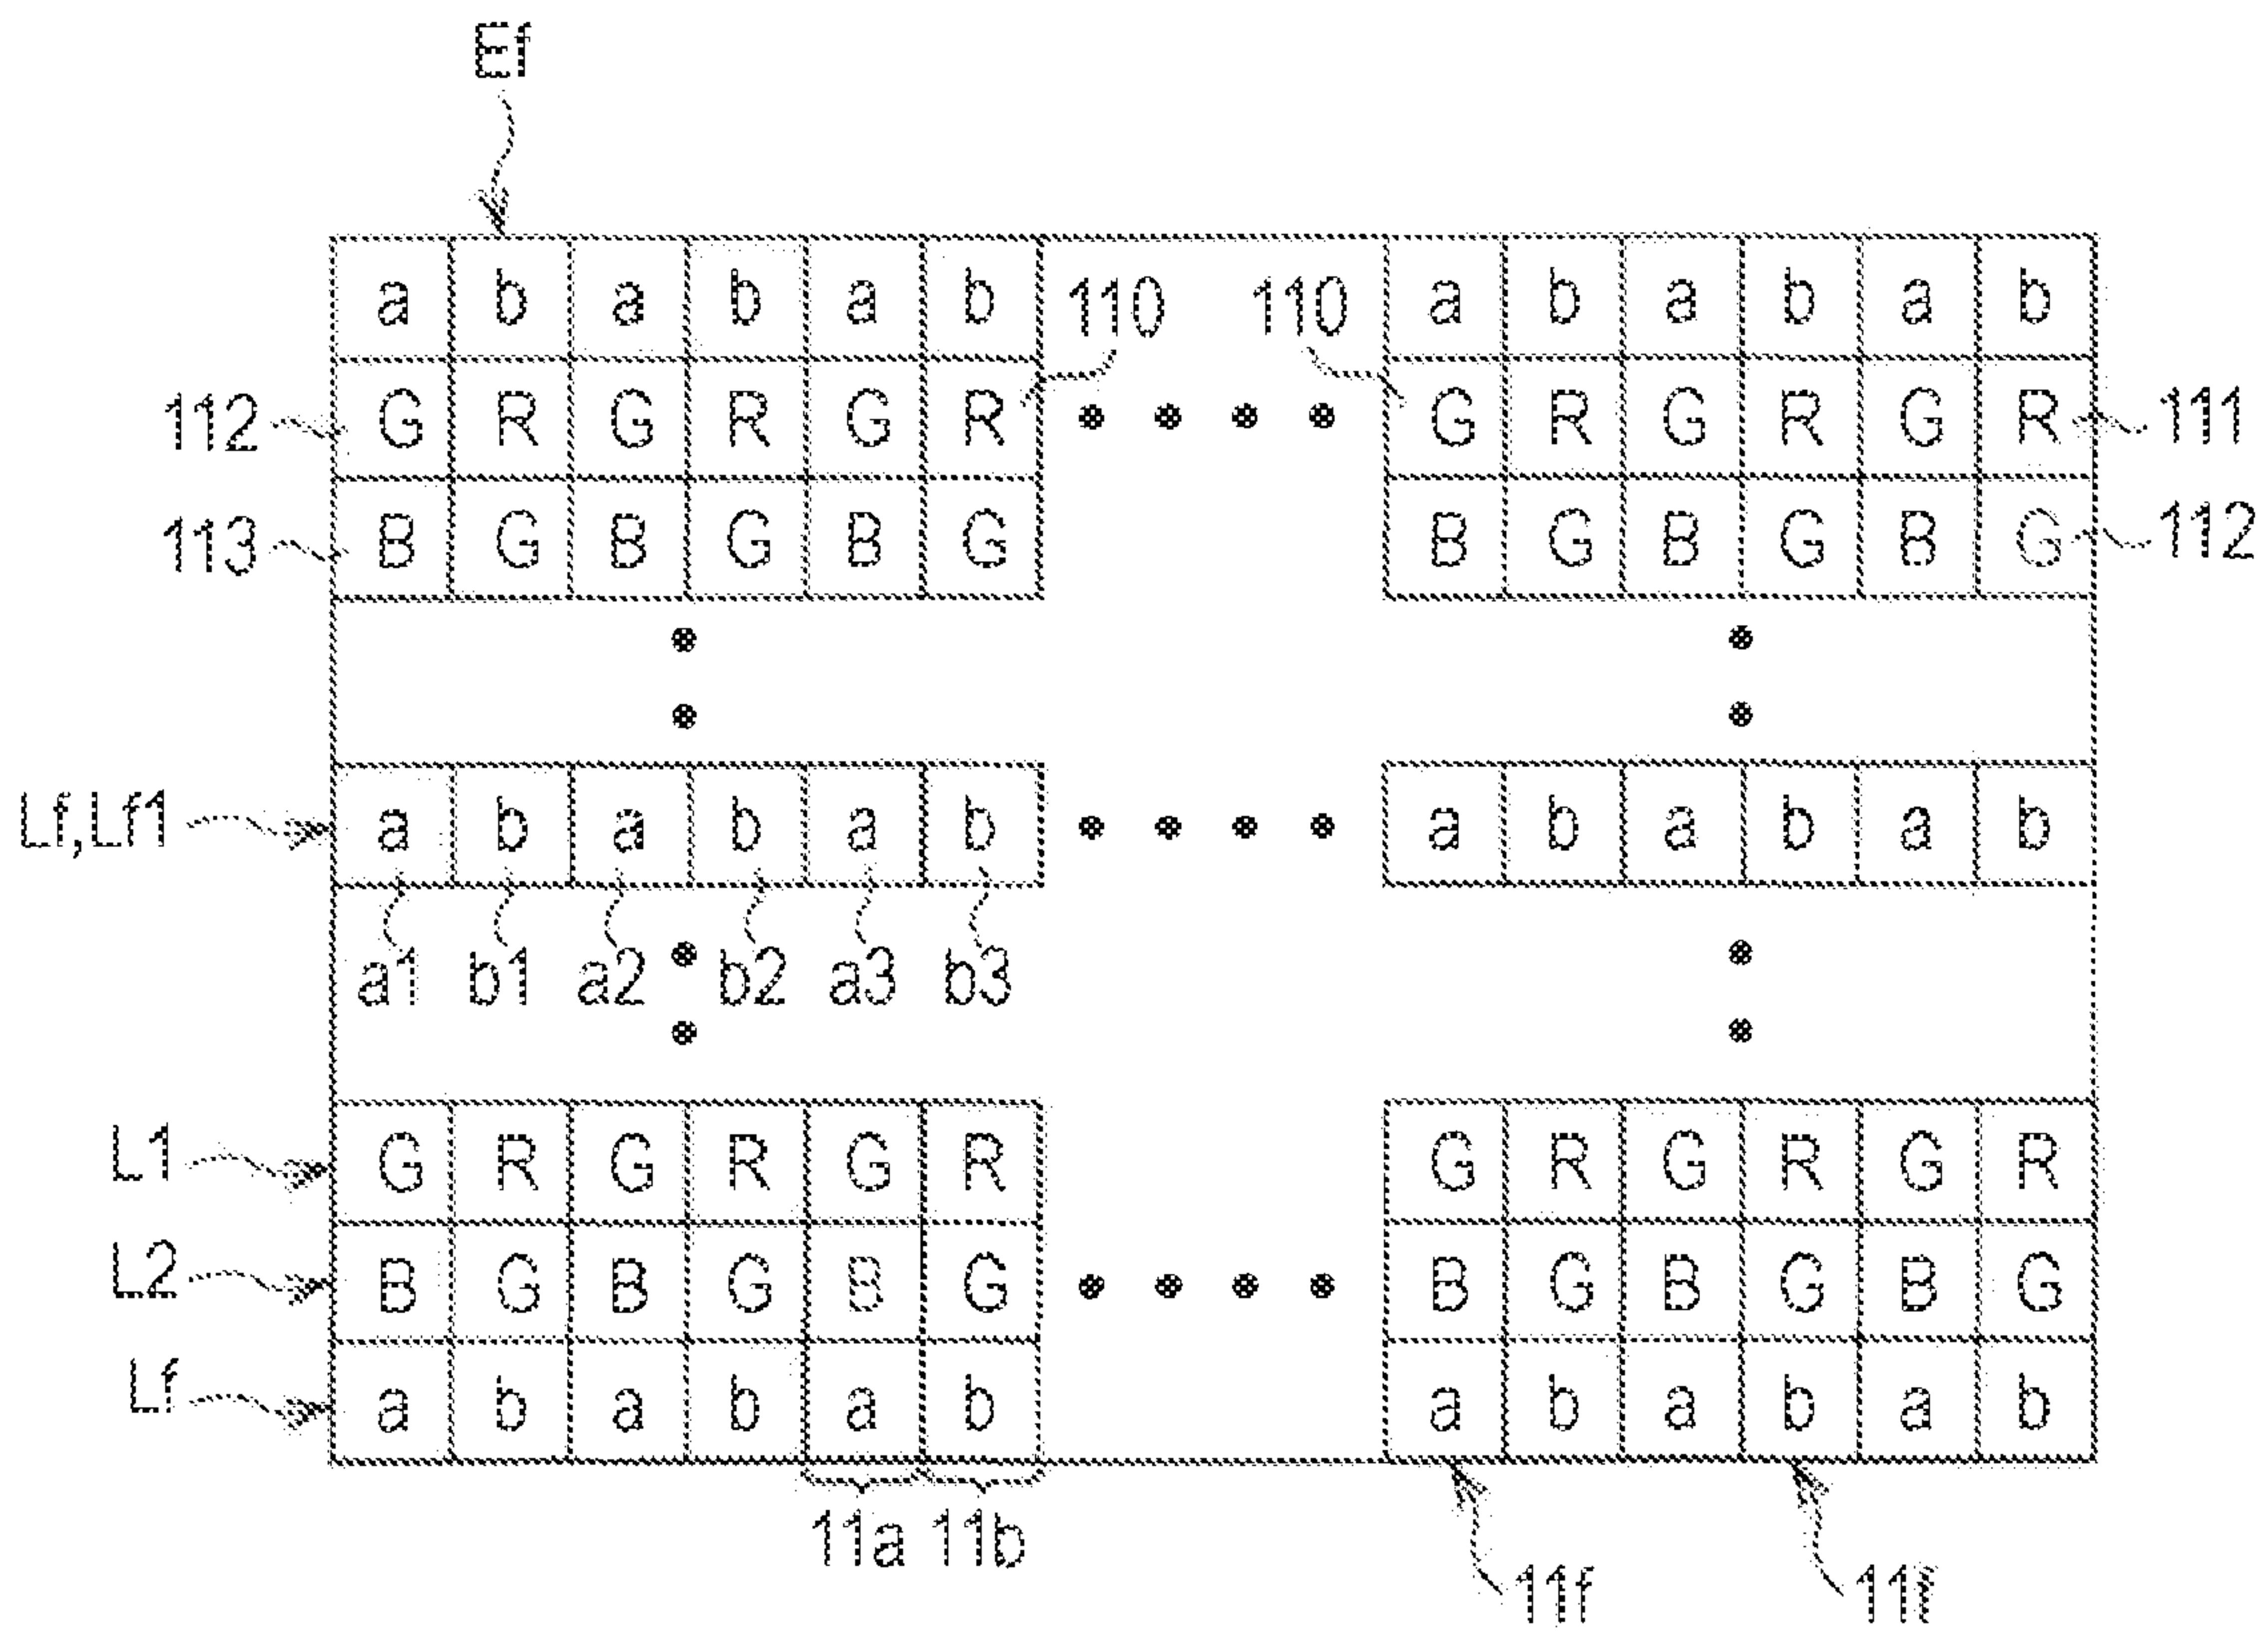 Ef
a b a b a b 110 110 a b a b a b
112 G R G R G R G R G R G R 111
113 B G B G B G B G B G B G 112
Lf,Lf1 a b a b a b a b a b a b
a1 b1 a2 b2 a3 b3
L1 G R G R G R G R G R G R
L2 B G B G B G B G B G B G
Lf a b a b a b a b a b a b
11a 11b
11f 11f